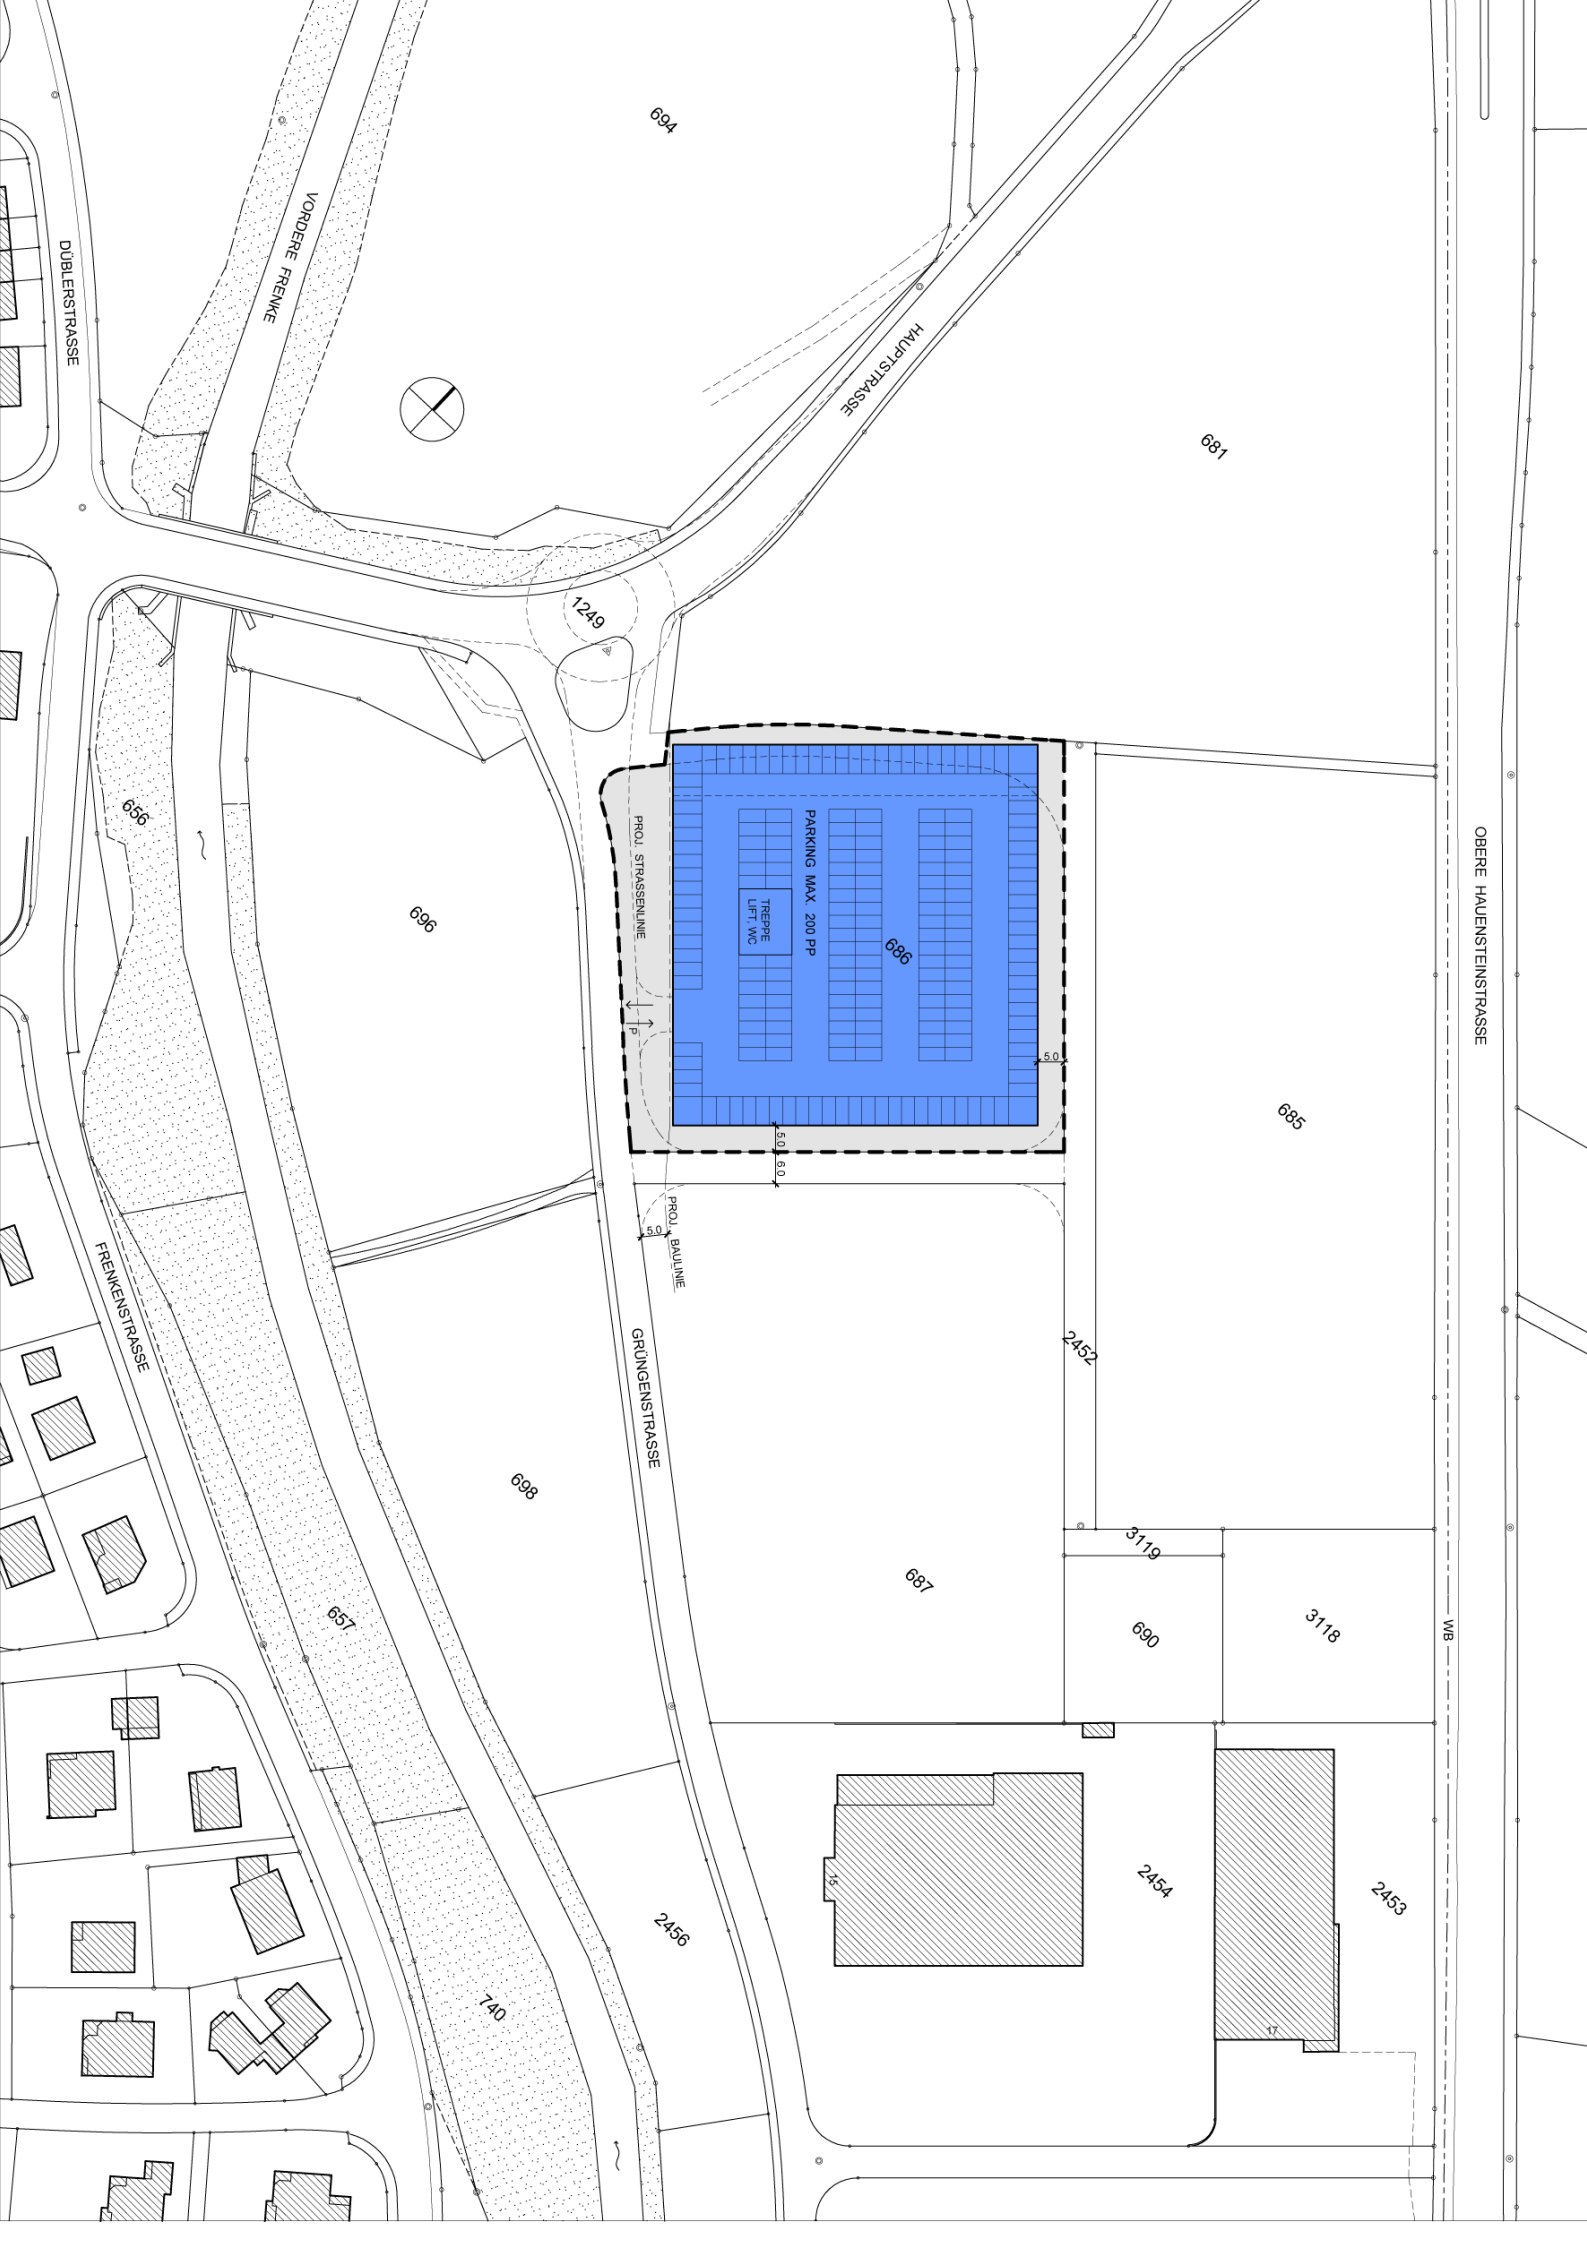 694
VORDERE FRENKE
DÜBLERSTRASSE
HAUPTSTRASSE
681
1249
656
696
PROJ. STRASSENLINIE
PARKING MAX. 200 PP
TREPPE
LIFT, WC
686
P
5.0
5.0
6.0
5.0
PROJ. BAULINIE
OBERE HAUENSTEINSTRASSE
685
FRENKENSTRASSE
GRÜNGENSTRASSE
2452
698
687
3119
690
3118
WB
657
15
2454
2453
2456
740
17